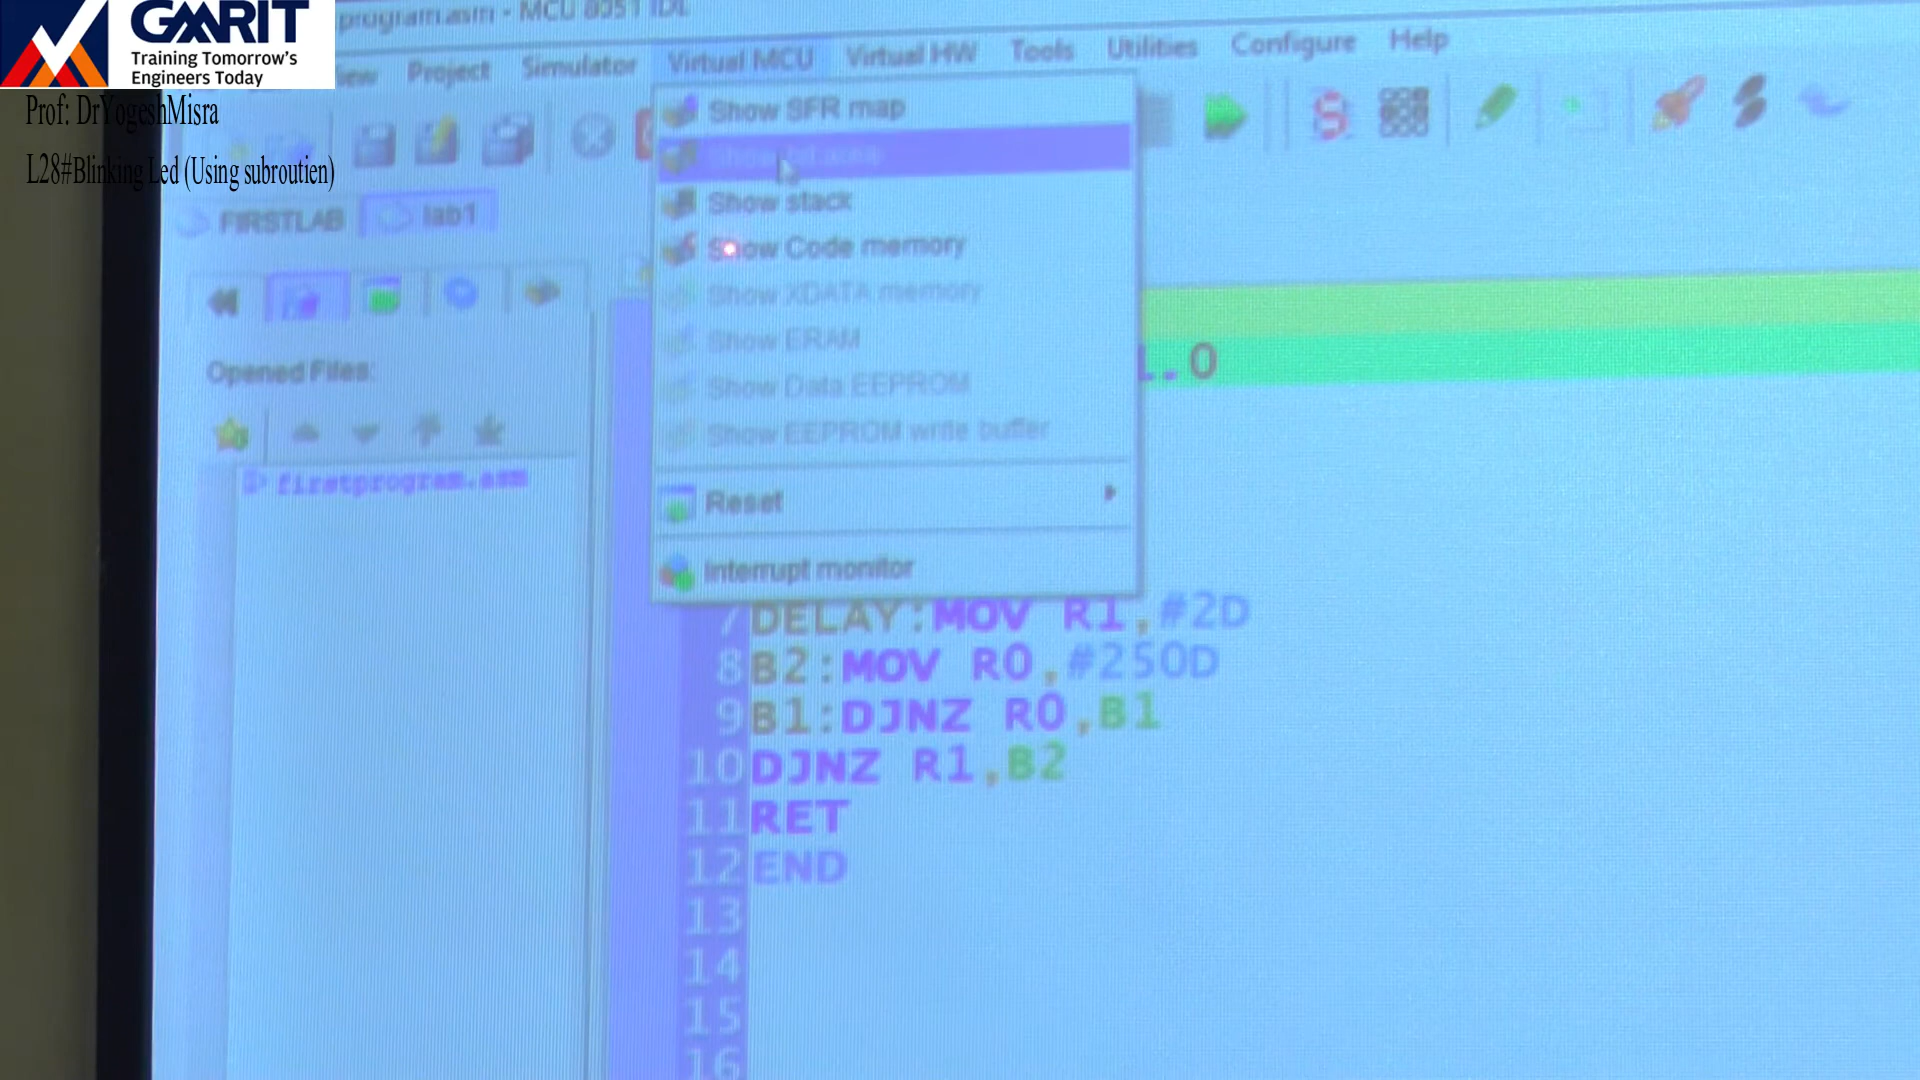 GMRIT
Training Tomorrow's
Engineers Today
Prof: DrYogeshMisra
L28#Blinking Led (Using subroutien)
program.asm - MCU 8051 IDE
View Project Simulator Virtual MCU Virtual HW Tools Utilities Configure Help
FIRSTLAB lab1
Opened Files:
firstprogram.asm
Show SFR map
Show stack
Show Code memory
Show XDATA memory
Show ERAM
Show Data EEPROM
Show EEPROM write buffer
Reset
Interrupt monitor
1.0
7 DELAY:MOV R1,#2D
8 B2:MOV R0,#250D
9 B1:DJNZ R0,B1
10 DJNZ R1,B2
11 RET
12 END
13
14
15
16